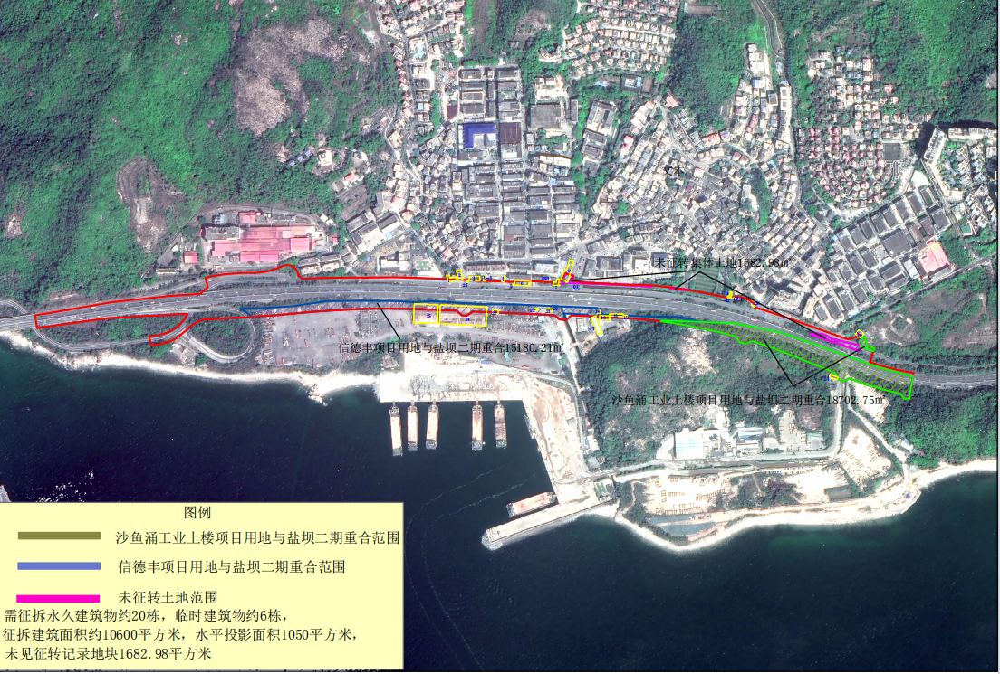 未征转集体土地1682.98㎡
信德丰项目用地与盐坝二期重合15180.21㎡
沙鱼涌工业上楼项目用地与盐坝二期重合18702.75㎡
图例
沙鱼涌工业上楼项目用地与盐坝二期重合范围
信德丰项目用地与盐坝二期重合范围
未征转土地范围
需征拆永久建筑物约20栋，临时建筑物约6栋，
征拆建筑面积约10600平方米，水平投影面积1050平方米，
未见征转记录地块1682.98平方米